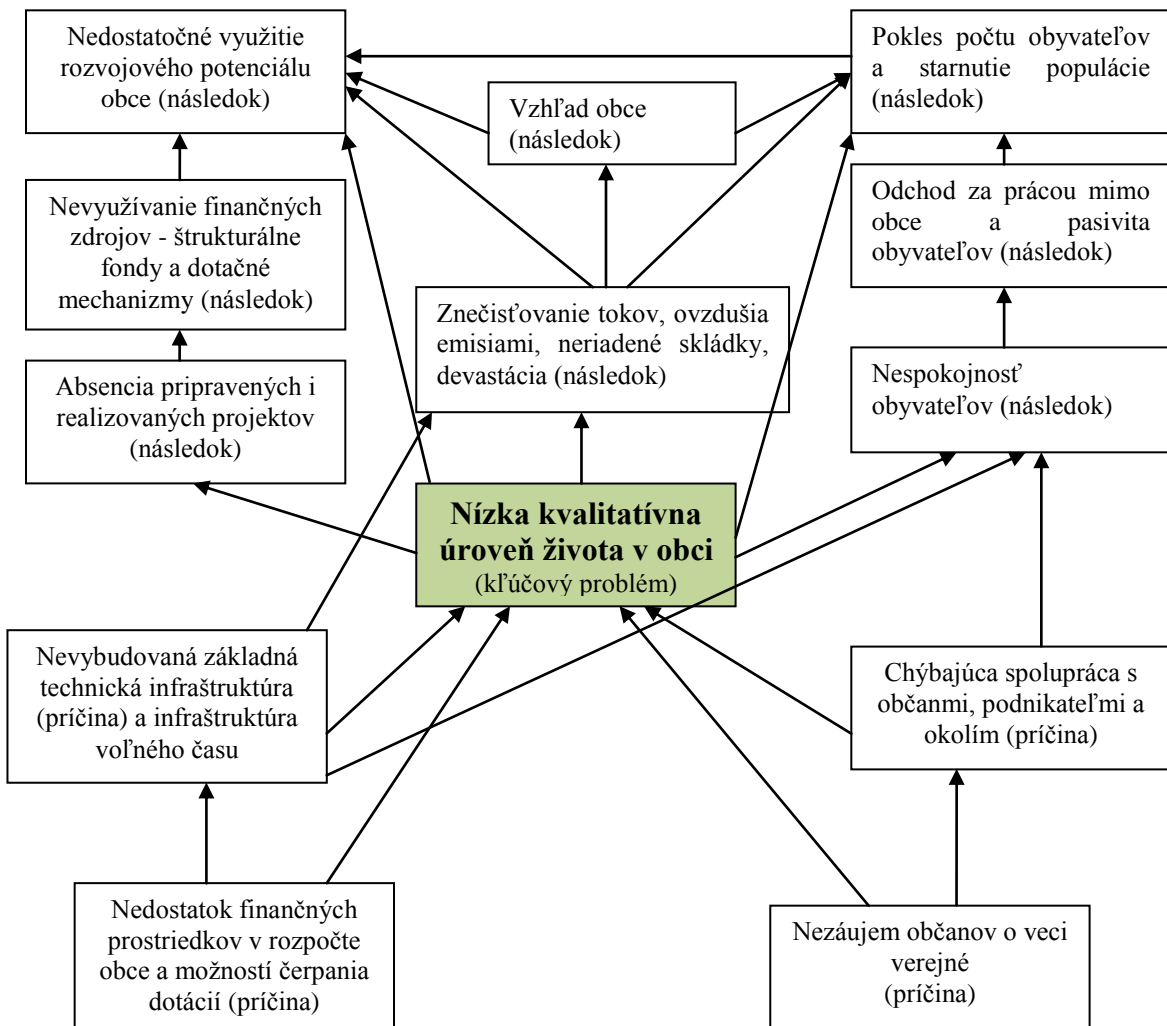 Nedostatočné využitie
rozvojového potenciálu
obce (následok)
Pokles počtu obyvateľov
a starnutie populácie
(následok)
Vzhľad obce
(následok)
Nevyužívanie finančných
zdrojov - štrukturálne
fondy a dotačné
mechanizmy (následok)
Odchod za prácou mimo
obce a pasivita
obyvateľov (následok)
Znečisťovanie tokov, ovzdušia
emisiami, neriadené skládky,
devastácia (následok)
Absencia pripravených i
realizovaných projektov
(následok)
Nespokojnosť
obyvateľov (následok)
Nízka kvalitatívna
úroveň života v obci
(kľúčový problém)
Nevybudovaná základná
technická infraštruktúra
(príčina) a infraštruktúra
voľného času
Chýbajúca spolupráca s
občanmi, podnikateľmi a
okolím (príčina)
Nedostatok finančných
prostriedkov v rozpočte
obce a možností čerpania
dotácií (príčina)
Nezáujem občanov o veci
verejné
(príčina)